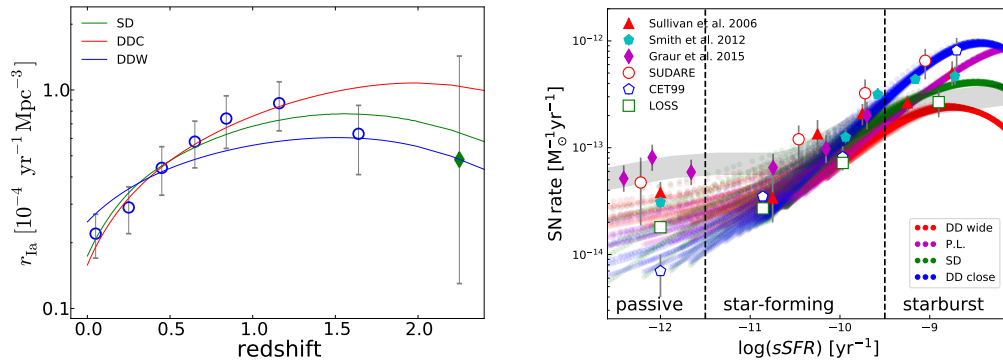 SD
DDC
DDW
1.0
0.1
r_Ia [10^-4 yr^-1 Mpc^-3]
0.0 0.5 1.0 1.5 2.0
redshift
Sullivan et al. 2006
Smith et al. 2012
Graur et al. 2015
SUDARE
CET99
LOSS
10^-12
10^-13
10^-14
SN rate [M_⊙^-1 yr^-1]
DD wide
P.L.
SD
DD close
passive star-forming starburst
−12 −11 −10 −9
log(sSFR) [yr^-1]